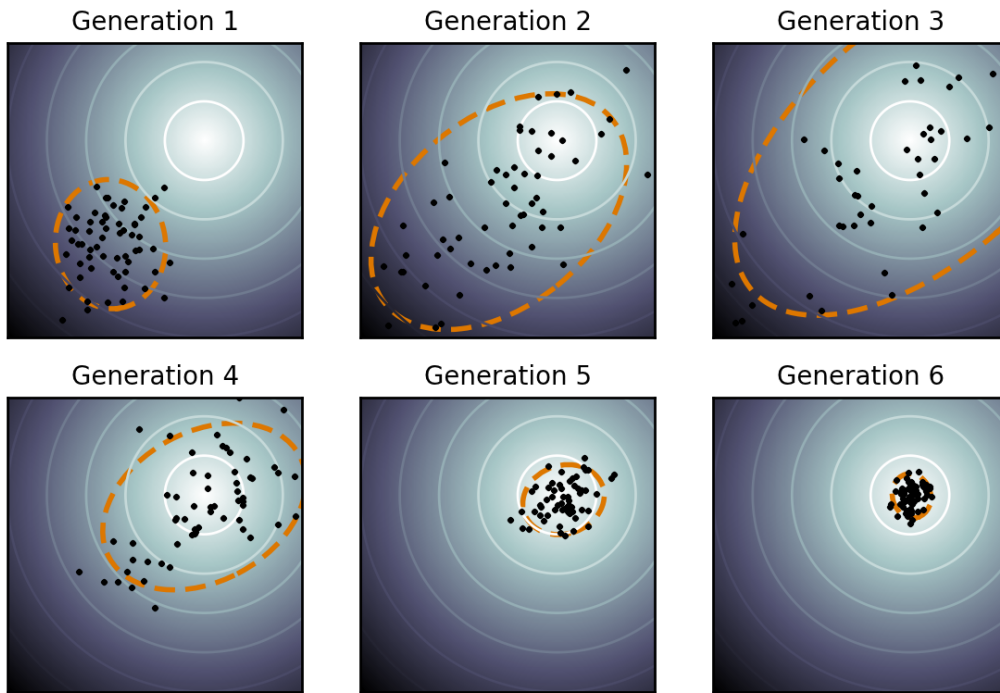 Generation 1
Generation 2
Generation 3
Generation 4
Generation 5
Generation 6